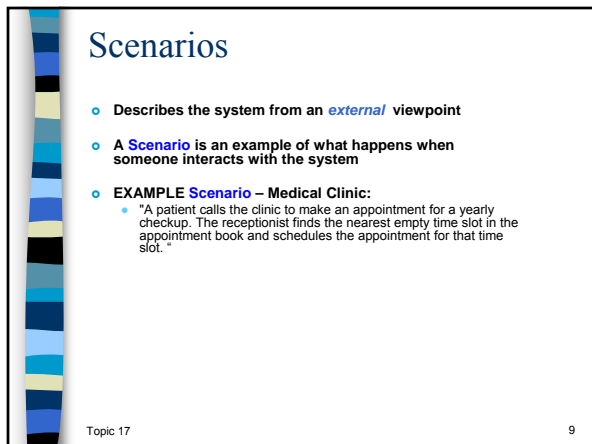 Scenarios
Describes the system from an external viewpoint
A Scenario is an example of what happens when
someone interacts with the system
EXAMPLE Scenario – Medical Clinic:
"A patient calls the clinic to make an appointment for a yearly
checkup. The receptionist finds the nearest empty time slot in the
appointment book and schedules the appointment for that time
slot. “
Topic 17
9